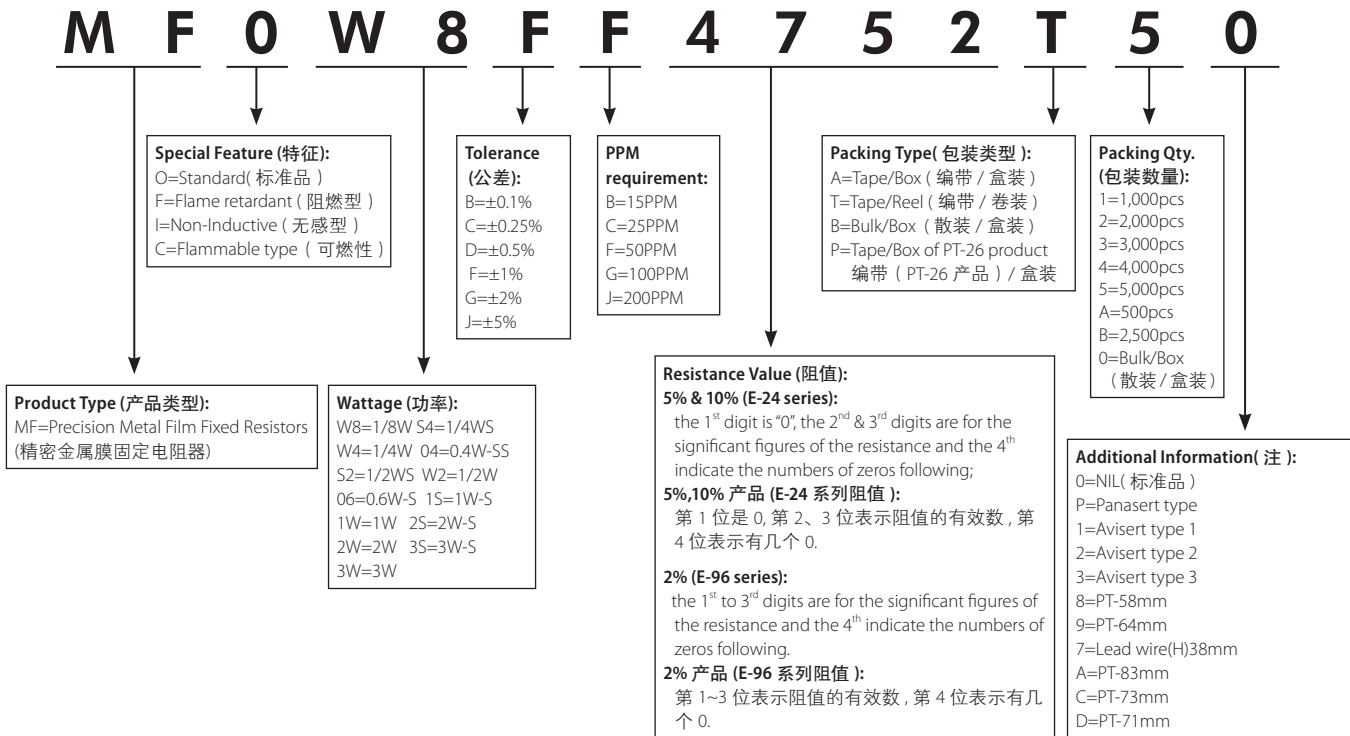 M F 0 W 8 F F 4 7 5 2 T 5 0
Special Feature (特征):
O=Standard( 标准品 )
F=Flame retardant ( 阻燃型 )
I=Non-Inductive ( 无感型 )
C=Flammable type ( 可燃性 )
Tolerance
(公差):
B=±0.1%
C=±0.25%
D=±0.5%
F=±1%
G=±2%
J=±5%
PPM
requirement:
B=15PPM
C=25PPM
F=50PPM
G=100PPM
J=200PPM
Packing Type( 包装类型 ):
A=Tape/Box ( 编带 / 盒装 )
T=Tape/Reel ( 编带 / 卷装 )
B=Bulk/Box ( 散装 / 盒装 )
P=Tape/Box of PT-26 product
编带 ( PT-26 产品 ) / 盒装
Packing Qty.
(包装数量):
1=1,000pcs
2=2,000pcs
3=3,000pcs
4=4,000pcs
5=5,000pcs
A=500pcs
B=2,500pcs
0=Bulk/Box
( 散装 / 盒装 )
Product Type (产品类型):
MF=Precision Metal Film Fixed Resistors
(精密金属膜固定电阻器)
Wattage (功率):
W8=1/8W S4=1/4WS
W4=1/4W 04=0.4W-SS
S2=1/2WS W2=1/2W
06=0.6W-S 1S=1W-S
1W=1W 2S=2W-S
2W=2W 3S=3W-S
3W=3W
Resistance Value (阻值):
5% & 10% (E-24 series):
the 1st digit is "0", the 2nd & 3rd digits are for the
significant figures of the resistance and the 4th
indicate the numbers of zeros following;
5%,10% 产品 (E-24 系列阻值 ):
第 1 位是 0, 第 2、3 位表示阻值的有效数 , 第
4 位表示有几个 0.
2% (E-96 series):
the 1st to 3rd digits are for the significant figures of
the resistance and the 4th indicate the numbers of
zeros following.
2% 产品 (E-96 系列阻值 ):
第 1~3 位表示阻值的有效数 , 第 4 位表示有几
个 0.
Additional Information( 注 ):
0=NIL( 标准品 )
P=Panasert type
1=Avisert type 1
2=Avisert type 2
3=Avisert type 3
8=PT-58mm
9=PT-64mm
7=Lead wire(H)38mm
A=PT-83mm
C=PT-73mm
D=PT-71mm